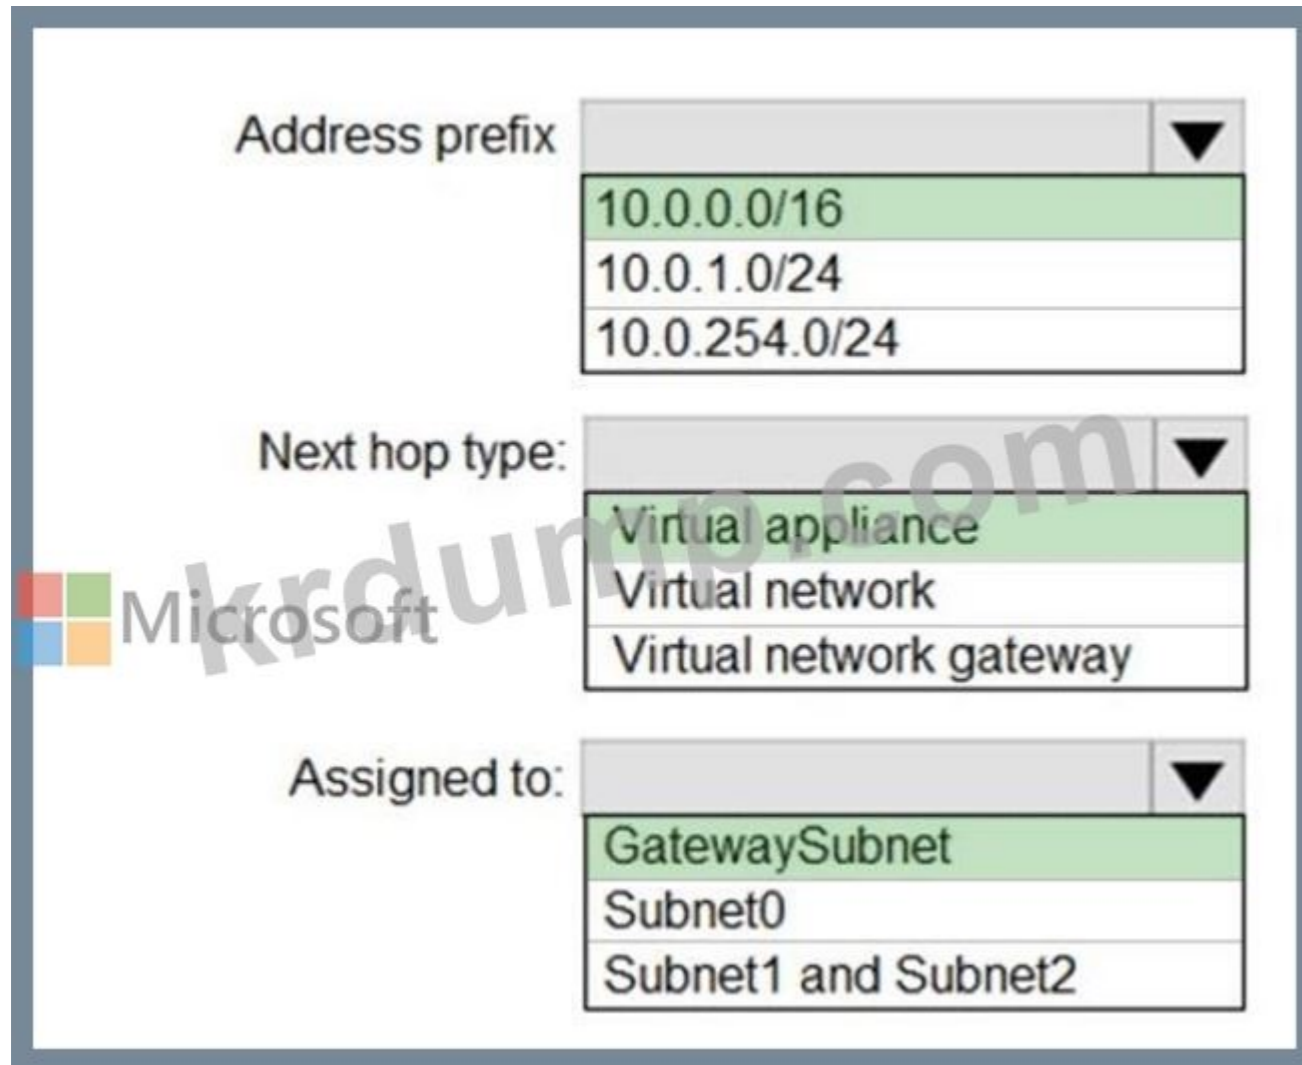 Address prefix
10.0.0.0/16
10.0.1.0/24
10.0.254.0/24
Next hop type:
Virtual appliance
Virtual network
Virtual network gateway
krdump.com
Microsoft
Assigned to:
GatewaySubnet
Subnet0
Subnet1 and Subnet2